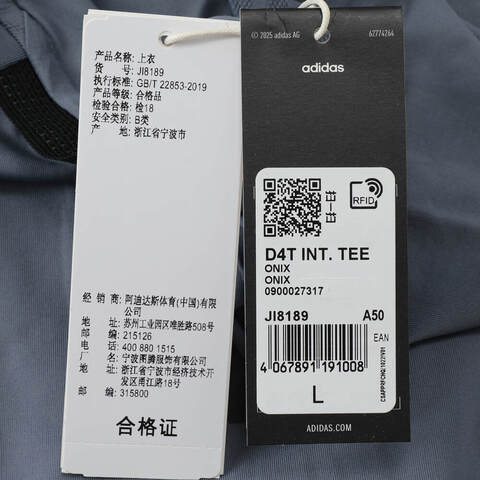 产品名称: 上衣
货 号: JI8189
执行标准: GB/T 22853-2019
产品等级: 合格品
检验合格: 检18
安全类别: B类
产 地: 浙江省宁波市
经 销 商: 阿迪达斯体育(中国)有限
公司
地 址: 苏州工业园区唯胜路508号
邮 编: 215126
电 话: 400 880 1515
厂 名: 宁波图腾服饰有限公司
地 址: 浙江省宁波市经济技术开
发区甬江路18号
邮 编: 315800
合格证
© 2025 adidas AG
62774264
adidas
RFID
D4T INT. TEE
ONIX
ONIX
0900027317
JI8189 A50
EAN
4 067891 191008
L
ADIDAS.COM